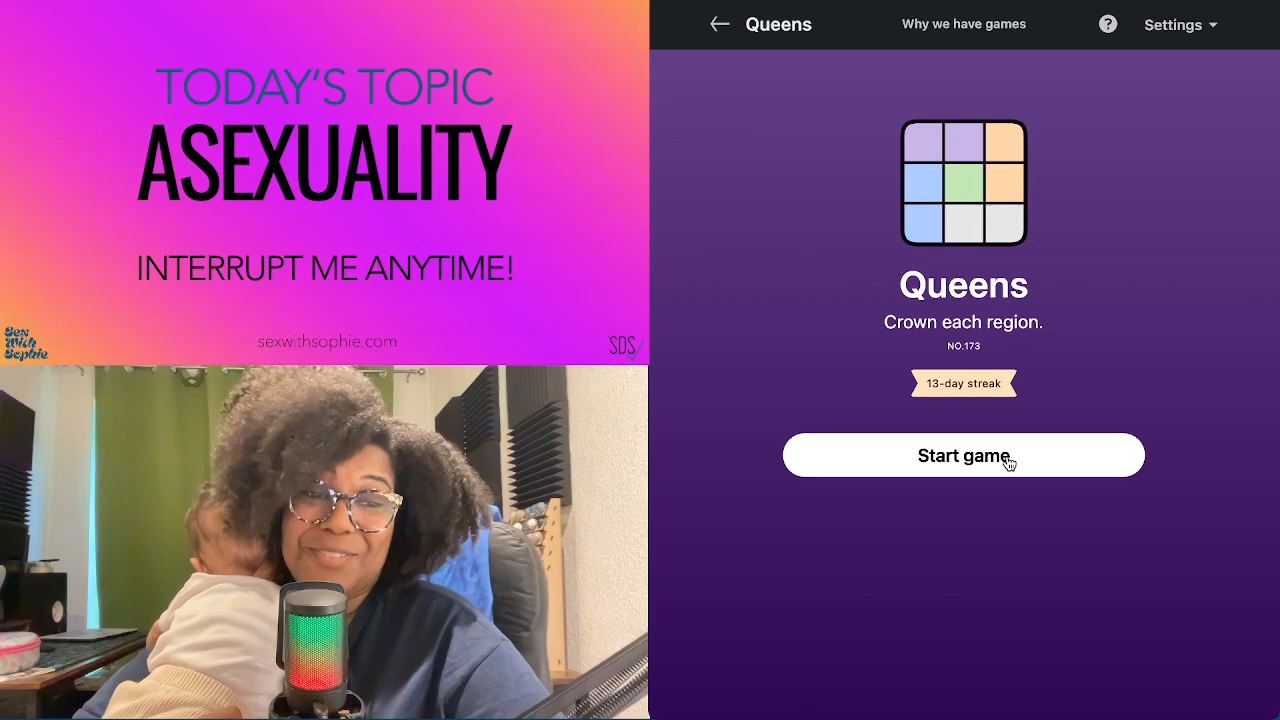 TODAY'S TOPIC
ASEXUALITY
INTERRUPT ME ANYTIME!
Sex
With
Sophie
sexwithsophie.com
SDS
Queens
Why we have games
?
Settings
Queens
Crown each region.
NO.173
13-day streak
Start game